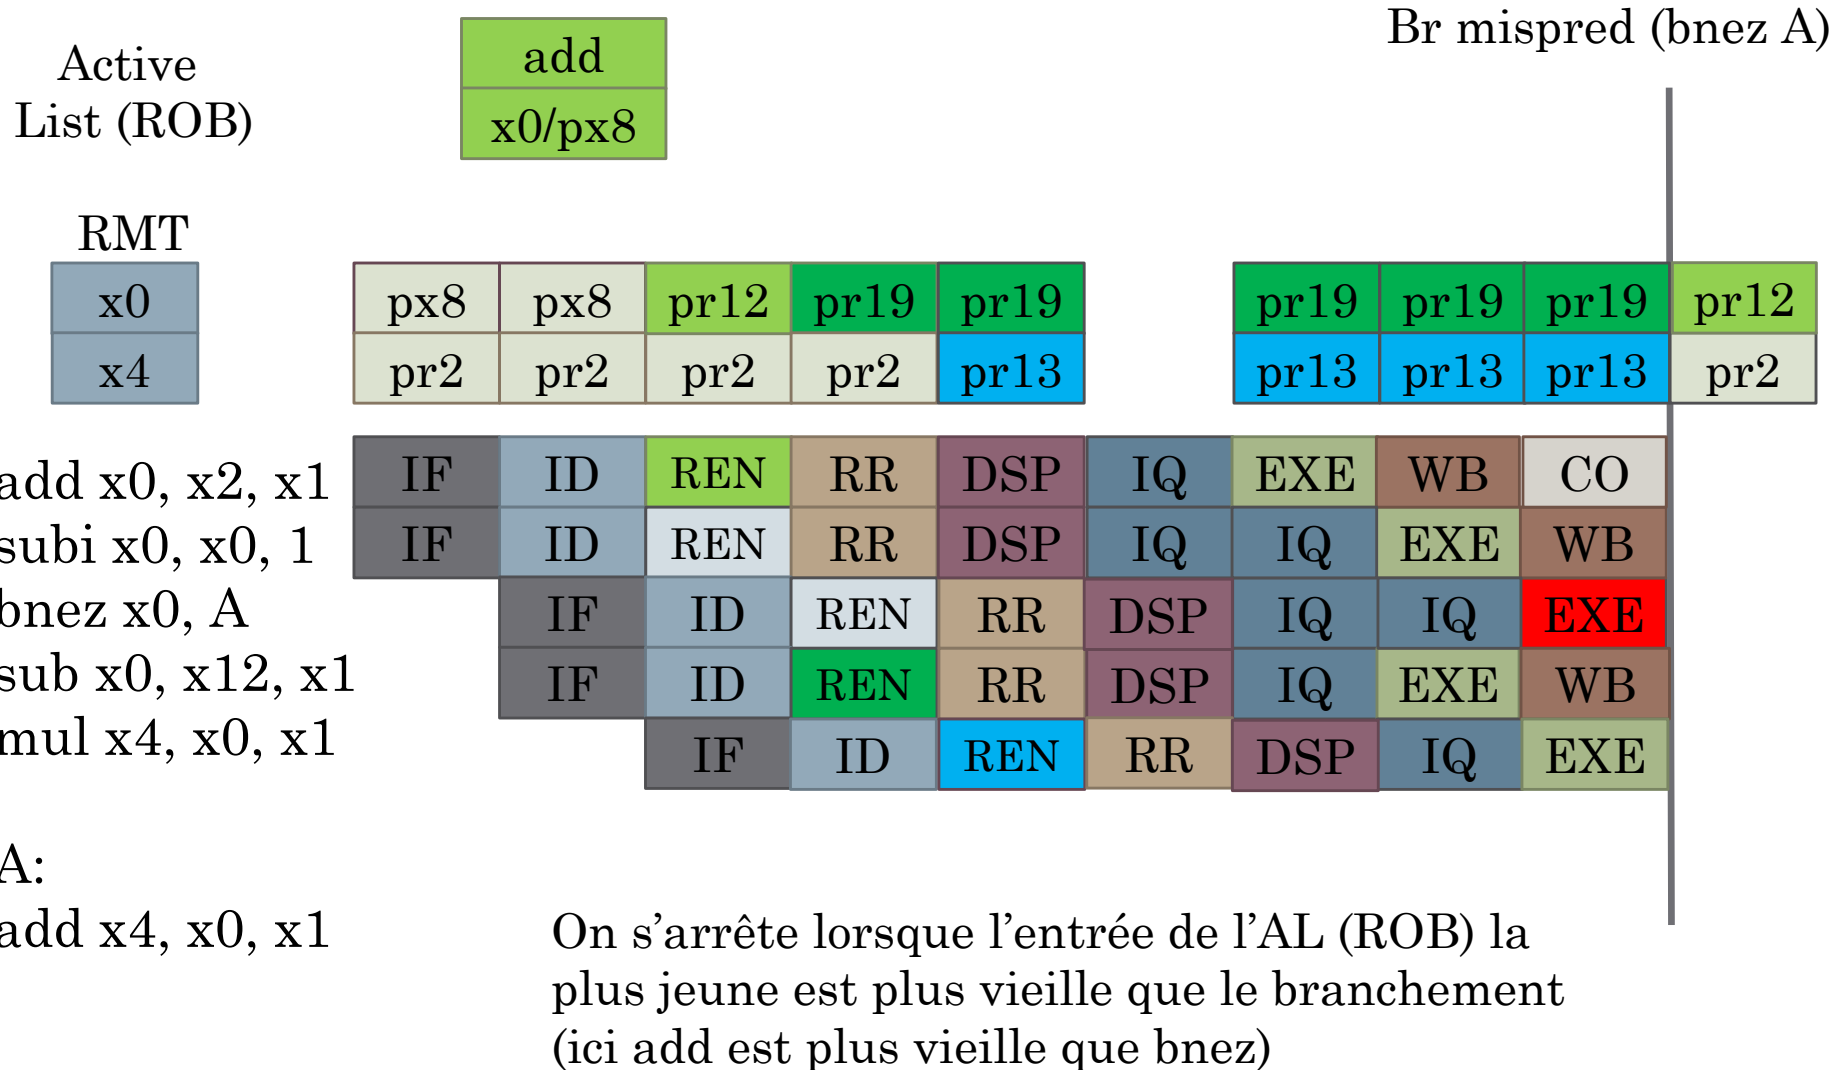 Br mispred (bnez A)
Active
List (ROB)
add
x0/px8
RMT
x0 px8 px8 pr12 pr19 pr19 pr19 pr19 pr19 pr12
x4 pr2 pr2 pr2 pr2 pr13 pr13 pr13 pr13 pr2
add x0, x2, x1 IF ID REN RR DSP IQ EXE WB CO
subi x0, x0, 1 IF ID REN RR DSP IQ IQ EXE WB
bnez x0, A IF ID REN RR DSP IQ IQ EXE
sub x0, x12, x1 IF ID REN RR DSP IQ EXE WB
mul x4, x0, x1 IF ID REN RR DSP IQ EXE
A:
add x4, x0, x1
On s’arrête lorsque l’entrée de l’AL (ROB) la
plus jeune est plus vieille que le branchement
(ici add est plus vieille que bnez)